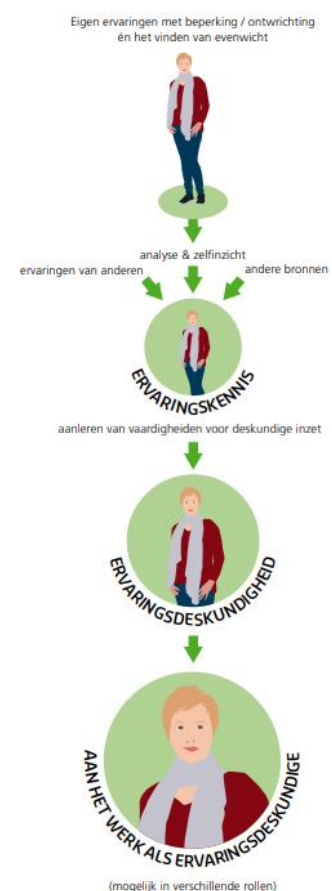 Eigen ervaringen met beperking / ontwrichting
én het vinden van evenwicht
analyse & zelfinzicht
ervaringen van anderen
andere bronnen
ERVARINGSKENNIS
aanleren van vaardigheiden voor deskundige inzet
ERVARINGSDESKUNDIGHEID
AAN HET WERK ALS ERVARINGSDESKUNDIGE
(mogelijk in verschillende rollen)